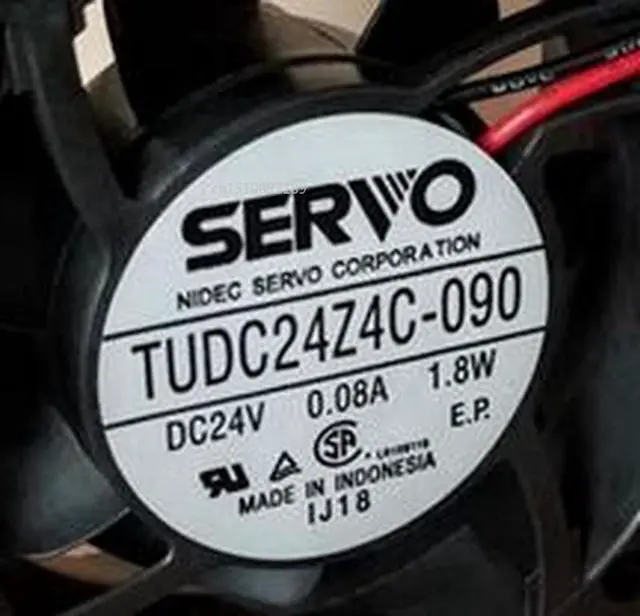 SERVO
NIDEC SERVO CORPORATION
TUDC24Z4C-090
DC24V 0.08A 1.8W
E.P.
MADE IN INDONESIA
IJ18